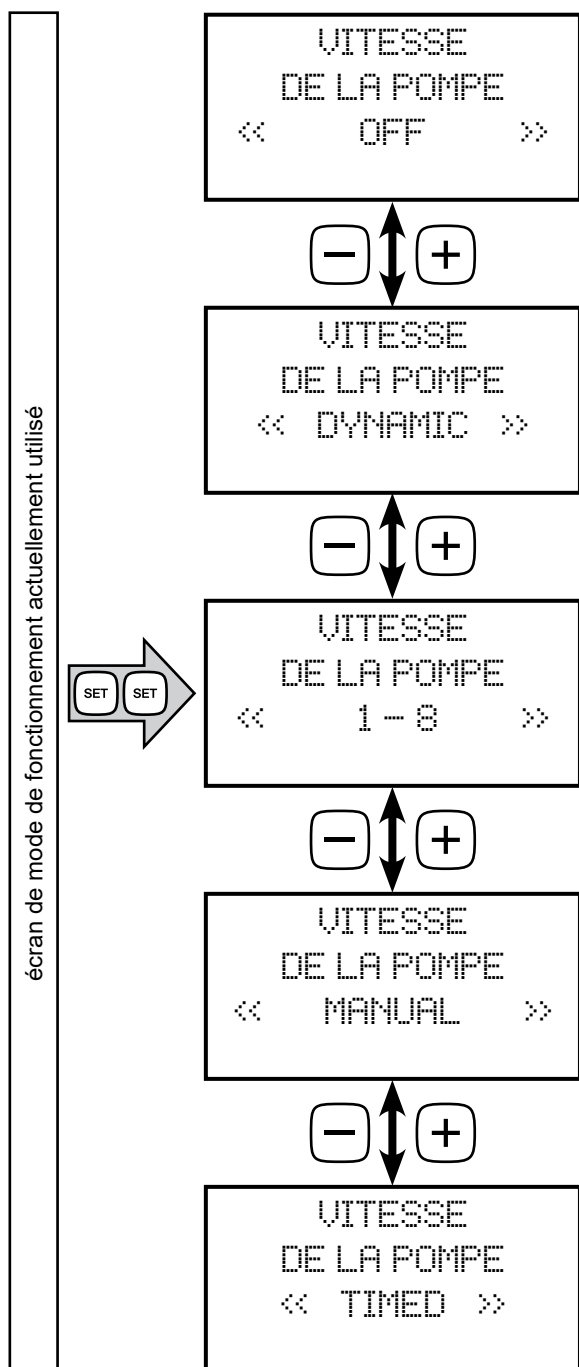 écran de mode de fonctionnement actuellement utilisé
VITESSE
DE LA POMPE
<< OFF >>
− +
VITESSE
DE LA POMPE
<< DYNAMIC >>
− +
SET SET
VITESSE
DE LA POMPE
<< 1 – 8 >>
− +
VITESSE
DE LA POMPE
<< MANUAL >>
− +
VITESSE
DE LA POMPE
<< TIMED >>